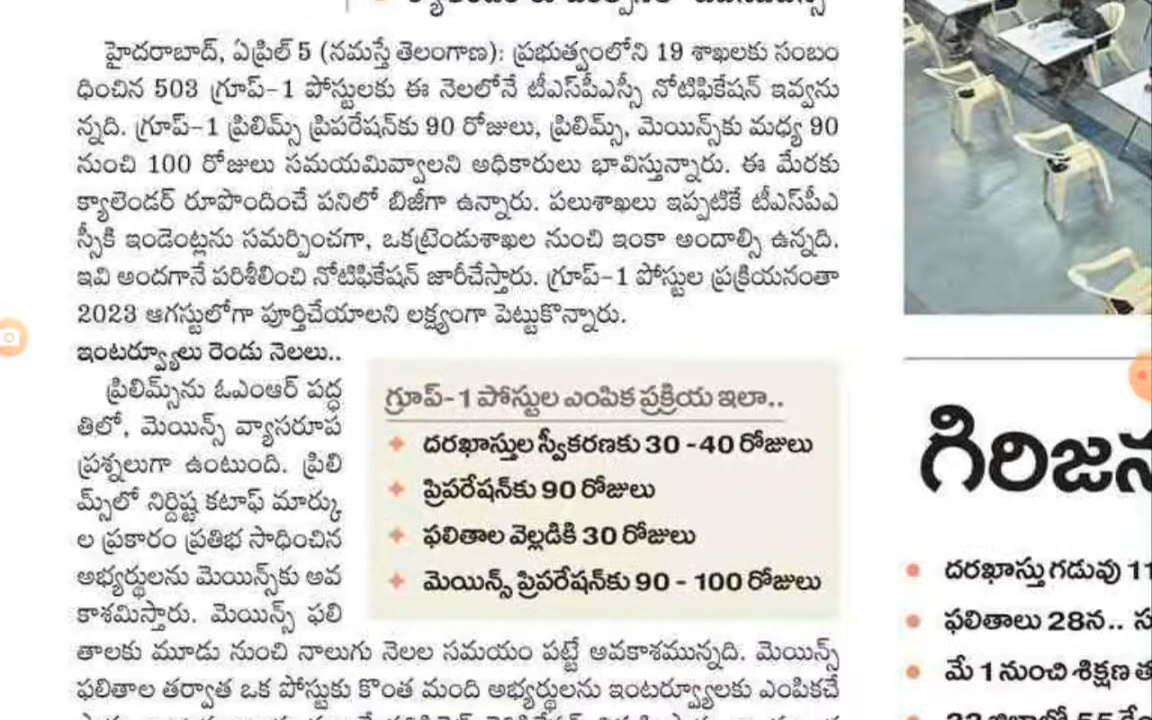 హైదరాబాద్, ఏప్రిల్ 5 (నమస్తే తెలంగాణ): ప్రభుత్వంలోని 19 శాఖలకు సంబం
ధించిన 503 గ్రూప్-1 పోస్టులకు ఈ నెలలోనే టీఎస్‌పీఎస్సీ నోటిఫికేషన్ ఇవ్వను
న్నది. గ్రూప్-1 ప్రిలిమ్స్ ప్రిపరేషన్‌కు 90 రోజులు, ప్రిలిమ్స్, మెయిన్స్‌కు మధ్య 90
నుంచి 100 రోజులు సమయమివ్వాలని అధికారులు భావిస్తున్నారు. ఈ మేరకు
క్యాలెండర్ రూపొందించే పనిలో బిజీగా ఉన్నారు. పలుశాఖలు ఇప్పటికే టీఎస్‌పీఎ
స్సీకి ఇండెంట్లను సమర్పించగా, ఒకట్రెండుశాఖల నుంచి ఇంకా అందాల్సి ఉన్నది.
ఇవి అందగానే పరిశీలించి నోటిఫికేషన్ జారీచేస్తారు. గ్రూప్-1 పోస్టుల ప్రక్రియనంతా
2023 ఆగస్టులోగా పూర్తిచేయాలని లక్ష్యంగా పెట్టుకొన్నారు.
ఇంటర్వ్యూలు రెండు నెలలు..
ప్రిలిమ్స్‌ను ఓఎంఆర్ పద్ధ
తిలో, మెయిన్స్ వ్యాసరూప
ప్రశ్నలుగా ఉంటుంది. ప్రిలి
మ్స్‌లో నిర్దిష్ట కటాఫ్ మార్కు
ల ప్రకారం ప్రతిభ సాధించిన
అభ్యర్థులను మెయిన్స్‌కు అవ
కాశమిస్తారు. మెయిన్స్ ఫలి
తాలకు మూడు నుంచి నాలుగు నెలల సమయం పట్టే అవకాశమున్నది. మెయిన్స్
ఫలితాల తర్వాత ఒక పోస్టుకు కొంత మంది అభ్యర్థులను ఇంటర్వ్యూలకు ఎంపికచే
గ్రూప్-1 పోస్టుల ఎంపిక ప్రక్రియ ఇలా..
దరఖాస్తుల స్వీకరణకు 30 -40 రోజులు
ప్రిపరేషన్‌కు 90 రోజులు
ఫలితాల వెల్లడికి 30 రోజులు
మెయిన్స్ ప్రిపరేషన్‌కు 90 - 100 రోజులు
గిరిజన
దరఖాస్తు గడువు 11
ఫలితాలు 28న.. స
మే 1 నుంచి శిక్షణ త